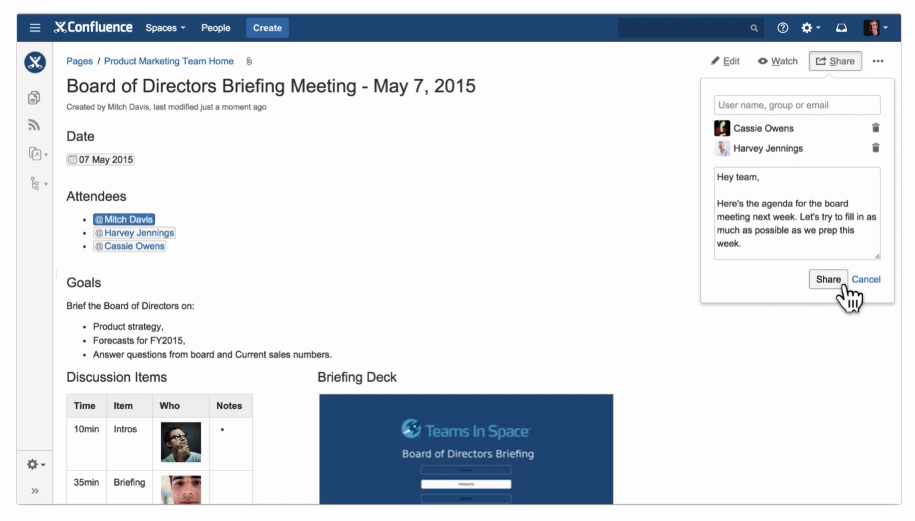 Confluence Spaces People Create
Pages / Product Marketing Team Home
Edit Watch Share
Board of Directors Briefing Meeting - May 7, 2015
Created by Mitch Davis, last modified just a moment ago
Date
07 May 2015
Attendees
@Mitch Davis
@Harvey Jennings
@Cassie Owens
Goals
Brief the Board of Directors on:
Product strategy,
Forecasts for FY2015,
Answer questions from board and Current sales numbers.
Discussion Items
Time Item Who Notes
10min Intros
35min Briefing
Briefing Deck
Teams In Space
Board of Directors Briefing
User name, group or email
Cassie Owens
Harvey Jennings
Hey team,
Here's the agenda for the board
meeting next week. Let's try to fill in as
much as possible as we prep this
week.
Share Cancel